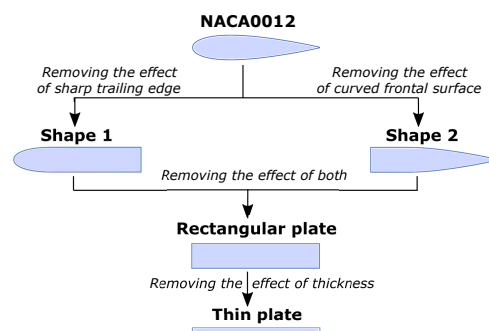 NACA0012
Removing the effect
of sharp trailing edge
Removing the effect
of curved frontal surface
Shape 1
Shape 2
Removing the effect of both
Rectangular plate
Removing the effect of thickness
Thin plate